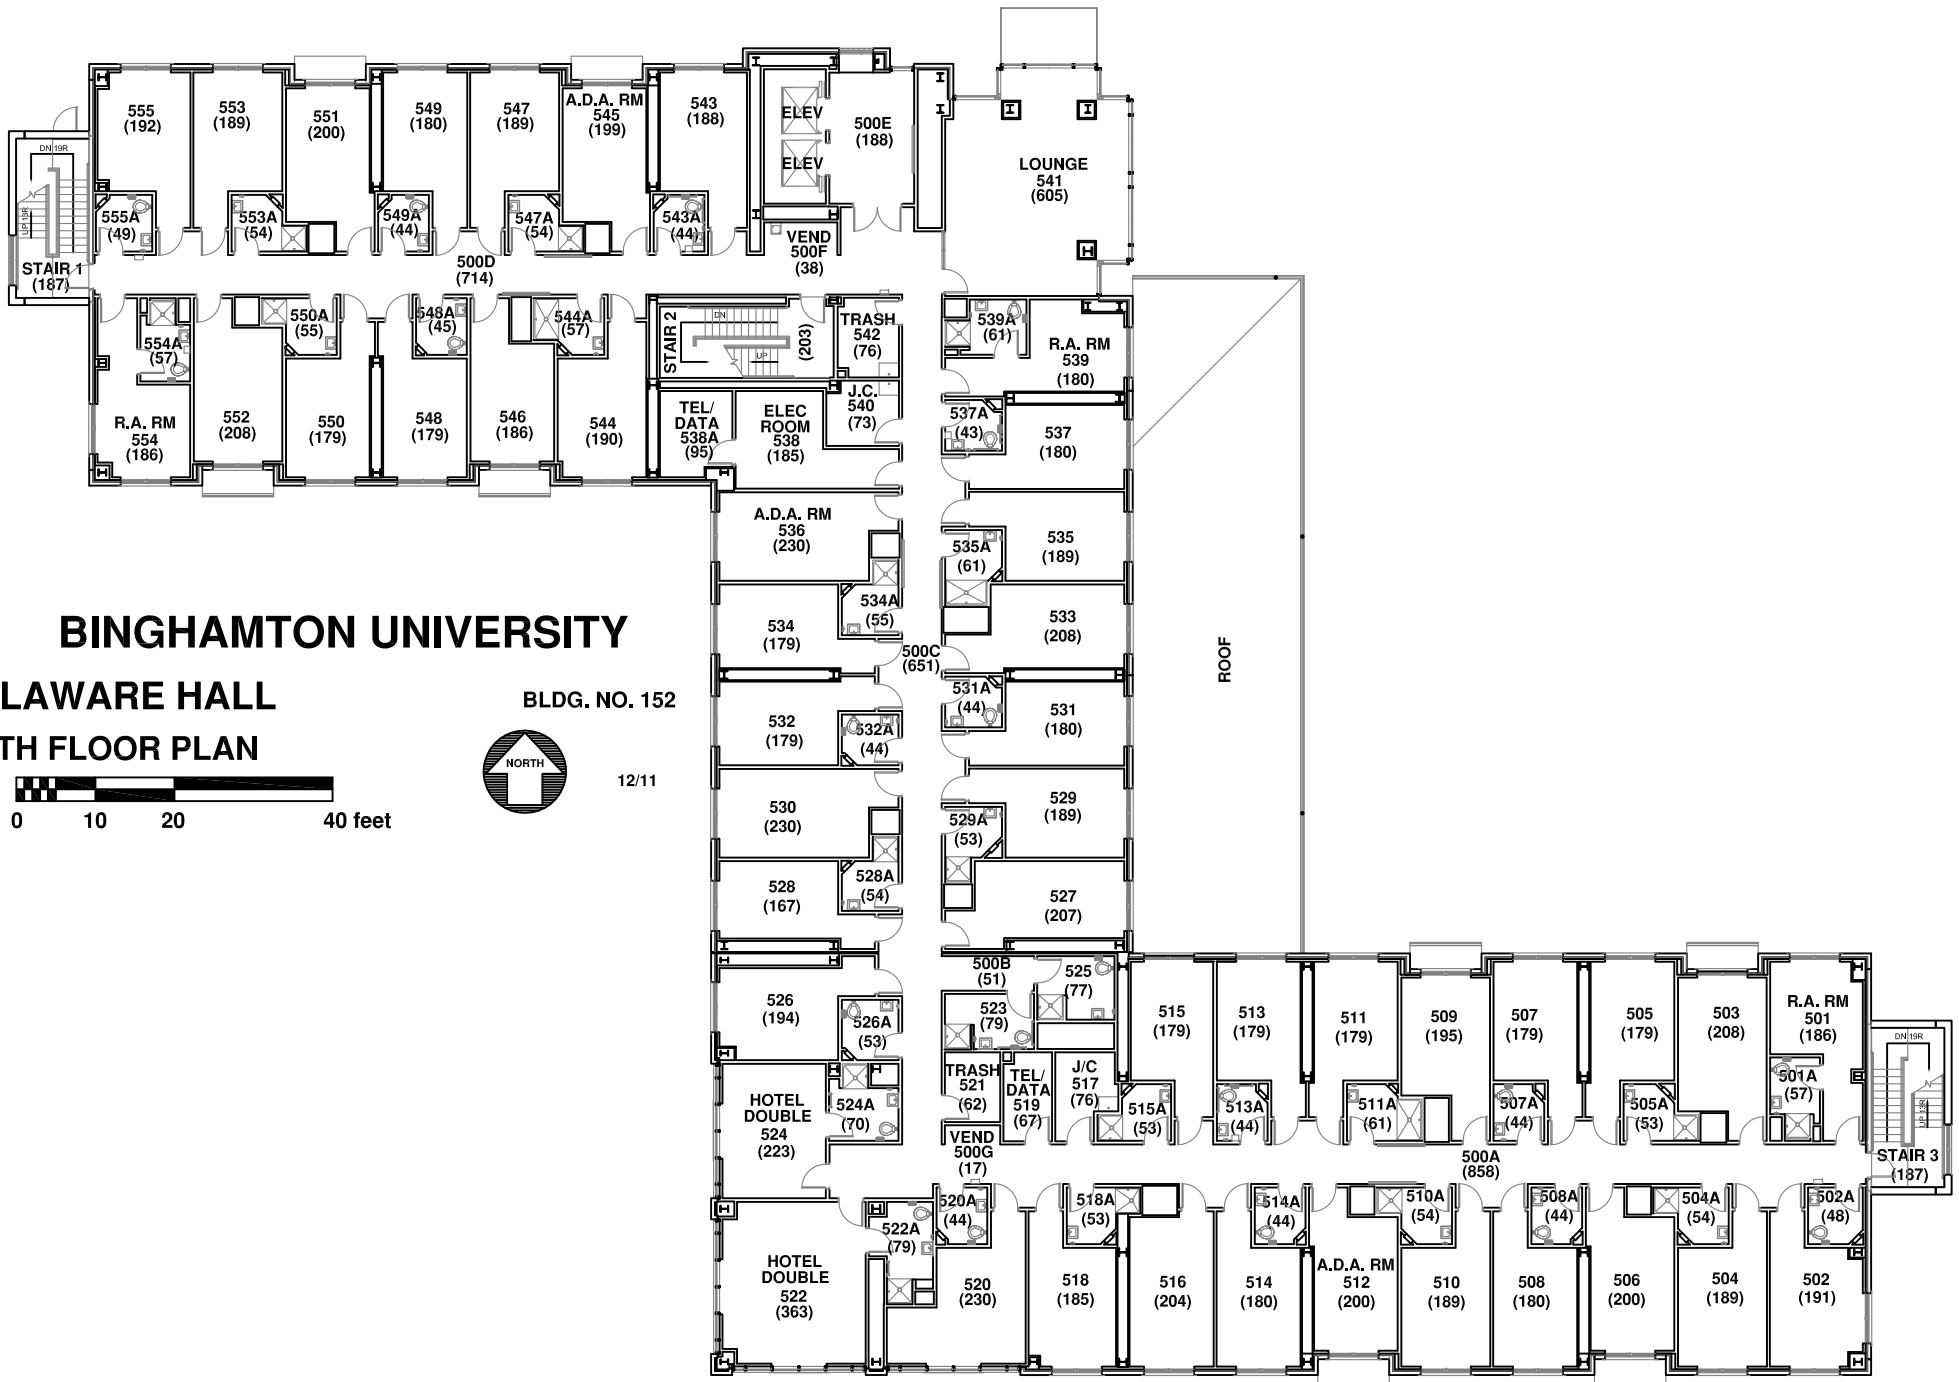 555
(192)
553
(189)
551
(200)
549
(180)
547
(189)
A.D.A. RM
545
(199)
543
(188)
ELEV
ELEV
500E
(188)
LOUNGE
541
(605)
DN 19R
UP 13R
STAIR 1
(187)
555A
(49)
553A
(54)
549A
(44)
547A
(54)
543A
(44)
VEND
500F
(38)
500D
(714)
554A
(57)
R.A. RM
554
(186)
552
(208)
550A
(55)
550
(179)
548A
(45)
548
(179)
546
(186)
544A
(57)
544
(190)
STAIR 2
DN
UP
(203)
TRASH
542
(76)
J.C.
540
(73)
TEL/
DATA
538A
(95)
ELEC
ROOM
538
(185)
539A
(61)
R.A. RM
539
(180)
537A
(43)
537
(180)
A.D.A. RM
536
(230)
535A
(61)
535
(189)
534A
(55)
534
(179)
533
(208)
500C
(651)
ROOF
BINGHAMTON UNIVERSITY
LAWARE HALL
BLDG. NO. 152
TH FLOOR PLAN
NORTH
12/11
0 10 20 40 feet
532
(179)
532A
(44)
531A
(44)
531
(180)
530
(230)
529A
(53)
529
(189)
528
(167)
528A
(54)
527
(207)
526
(194)
526A
(53)
500B
(51)
525
(77)
523
(79)
515
(179)
513
(179)
511
(179)
509
(195)
507
(179)
505
(179)
503
(208)
R.A. RM
501
(186)
HOTEL
DOUBLE
524
(223)
524A
(70)
TRASH
521
(62)
TEL/
DATA
519
(67)
J/C
517
(76)
515A
(53)
513A
(44)
511A
(61)
507A
(44)
505A
(53)
501A
(57)
DN 19R
UP 13R
STAIR 3
(187)
VEND
500G
(17)
500A
(858)
HOTEL
DOUBLE
522
(363)
522A
(79)
520A
(44)
520
(230)
518A
(53)
518
(185)
516
(204)
514A
(44)
514
(180)
A.D.A. RM
512
(200)
510A
(54)
510
(189)
508A
(44)
508
(180)
506
(200)
504A
(54)
504
(189)
502A
(48)
502
(191)